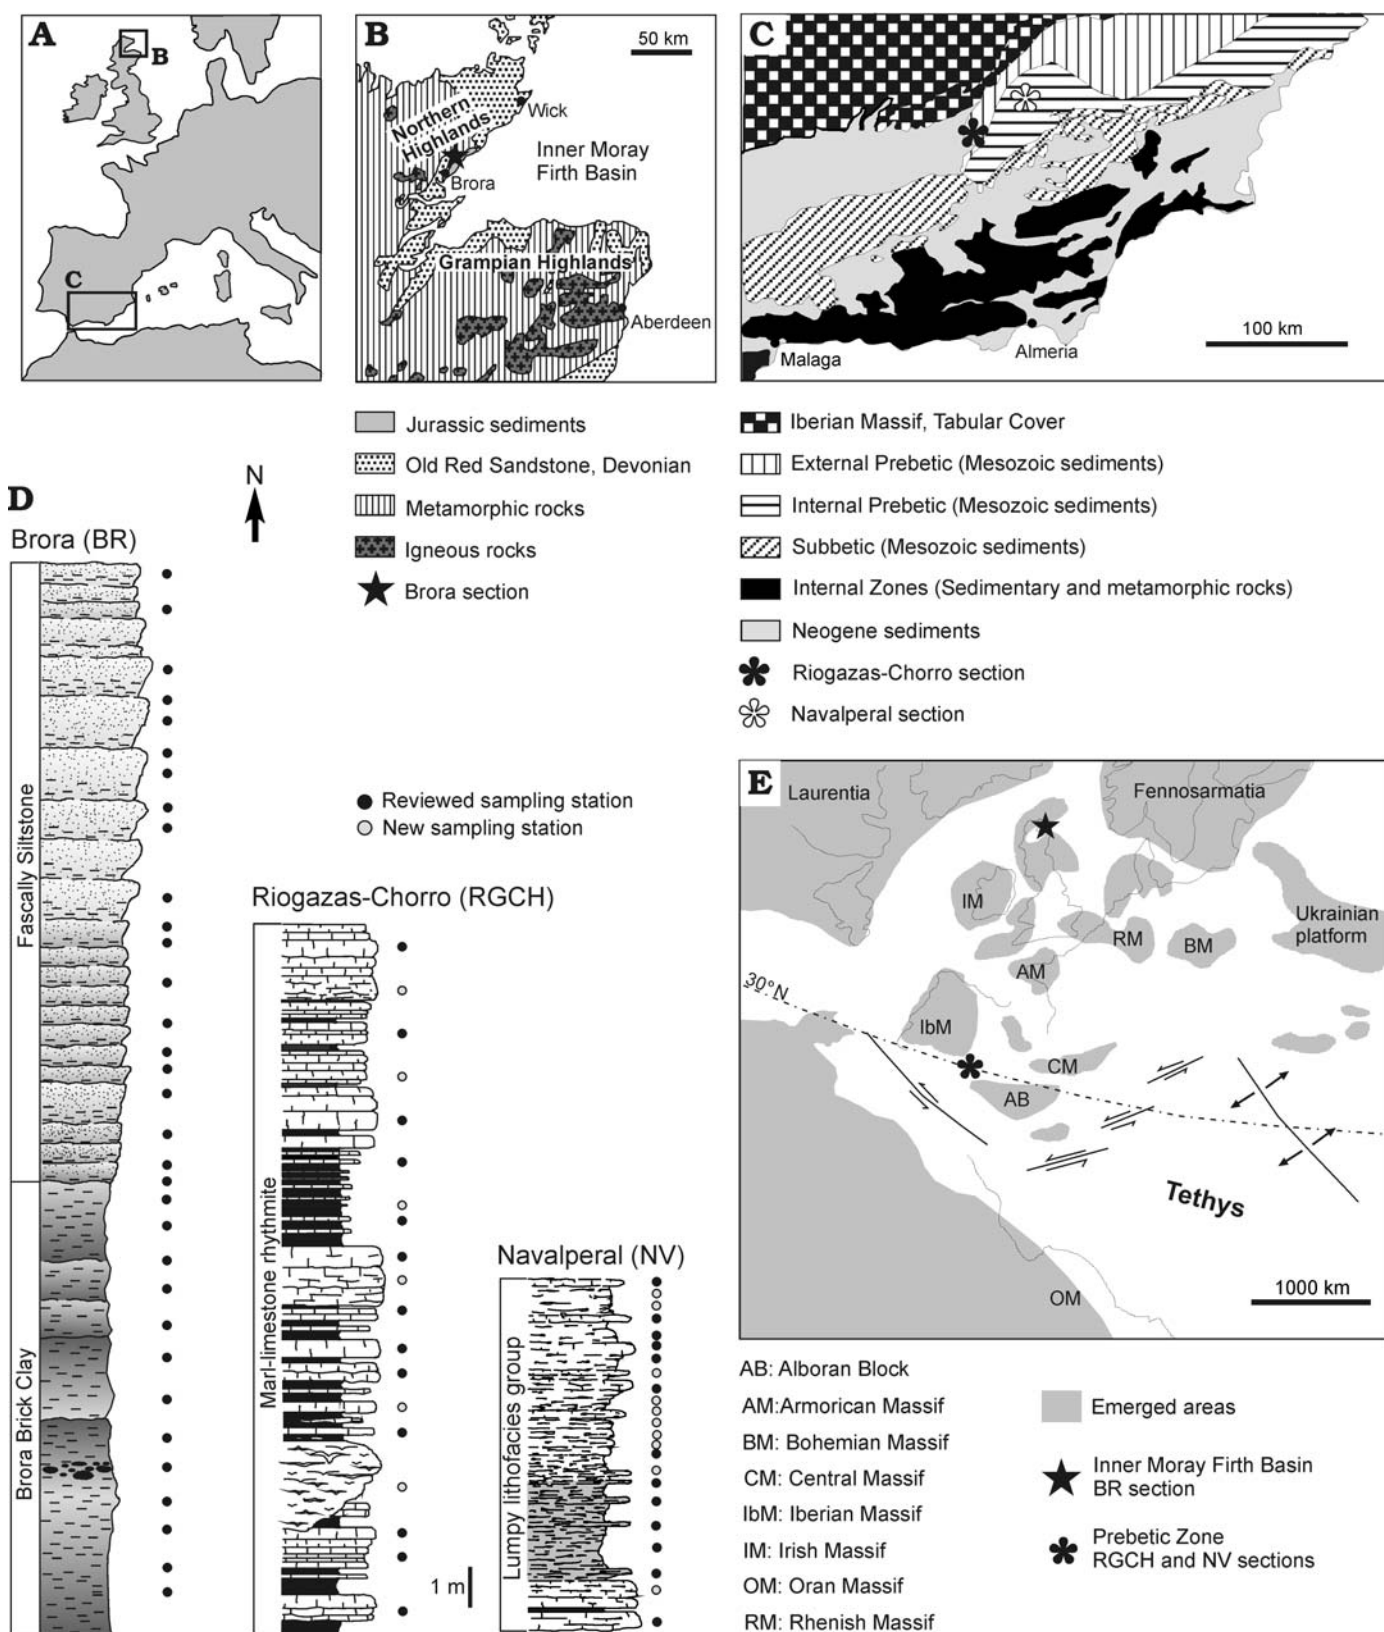 A
B
C
B
50 km
Wick
Northern
Highlands
Inner Moray
Firth Basin
Brora
Grampian Highlands
Aberdeen
C
100 km
Malaga
Almeria
Jurassic sediments
Old Red Sandstone, Devonian
Metamorphic rocks
Igneous rocks
Brora section
Iberian Massif, Tabular Cover
External Prebetic (Mesozoic sediments)
Internal Prebetic (Mesozoic sediments)
Subbetic (Mesozoic sediments)
Internal Zones (Sedimentary and metamorphic rocks)
Neogene sediments
Riogazas-Chorro section
Navalperal section
D
N
Brora (BR)
Fascally Siltstone
Brora Brick Clay
Reviewed sampling station
New sampling station
Riogazas-Chorro (RGCH)
Marl-limestone rhythmite
Navalperal (NV)
Lumpy lithofacies group
1 m
E
Laurentia
Fennosarmatia
IM
RM
BM
Ukrainian
platform
AM
30°N
IbM
CM
AB
Tethys
OM
1000 km
AB: Alboran Block
AM:Armorican Massif
BM: Bohemian Massif
CM: Central Massif
IbM: Iberian Massif
IM: Irish Massif
OM: Oran Massif
RM: Rhenish Massif
Emerged areas
Inner Moray Firth Basin
BR section
Prebetic Zone
RGCH and NV sections